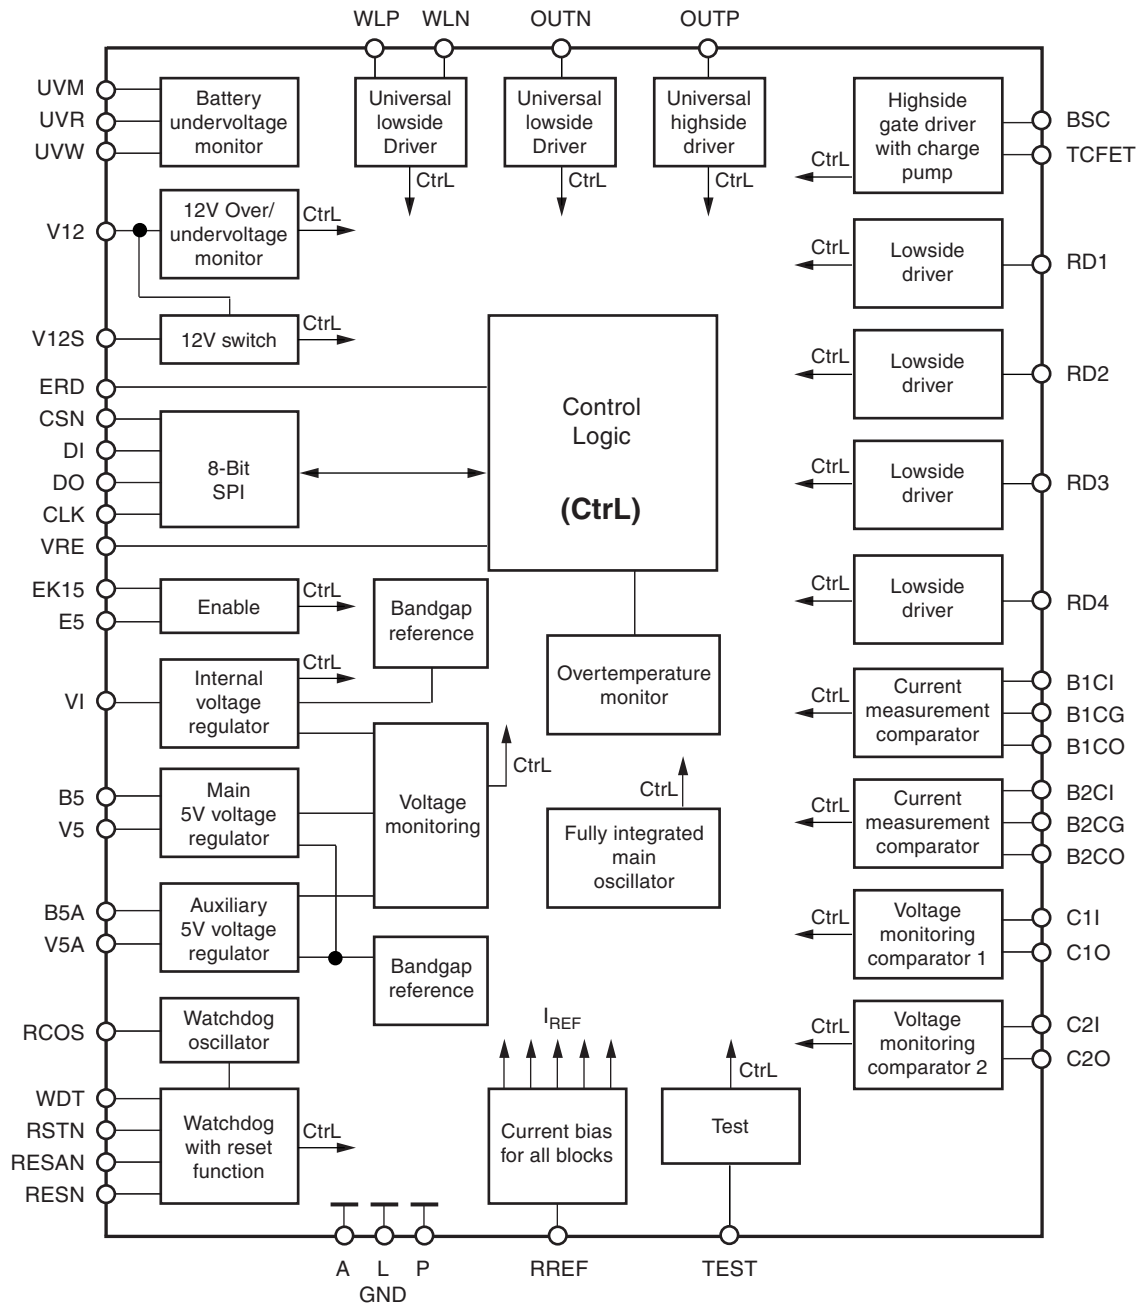 WLP
WLN
OUTN
OUTP
UVM
UVR
UVW
Battery
undervoltage
monitor
Universal
lowside
Driver
CtrL
Universal
lowside
Driver
CtrL
Universal
highside
driver
CtrL
Highside
gate driver
with charge
pump
CtrL
BSC
TCFET
V12
12V Over/
undervoltage
monitor
CtrL
CtrL
Lowside
driver
RD1
V12S
12V switch
CtrL
CtrL
Lowside
driver
RD2
ERD
CSN
DI
DO
CLK
VRE
8-Bit
SPI
Control
Logic
(CtrL)
CtrL
Lowside
driver
RD3
EK15
E5
Enable
CtrL
Bandgap
reference
CtrL
Lowside
driver
RD4
VI
Internal
voltage
regulator
CtrL
Overtemperature
monitor
CtrL
Current
measurement
comparator
B1CI
B1CG
B1CO
B5
V5
Main
5V voltage
regulator
Voltage
monitoring
CtrL
CtrL
Fully integrated
main
oscillator
CtrL
Current
measurement
comparator
B2CI
B2CG
B2CO
B5A
V5A
Auxiliary
5V voltage
regulator
Bandgap
reference
CtrL
Voltage
monitoring
comparator 1
C1I
C1O
RCOS
Watchdog
oscillator
IREF
CtrL
Voltage
monitoring
comparator 2
C2I
C2O
WDT
RSTN
RESAN
RESN
Watchdog
with reset
function
CtrL
Current bias
for all blocks
CtrL
Test
A
L
P
GND
RREF
TEST